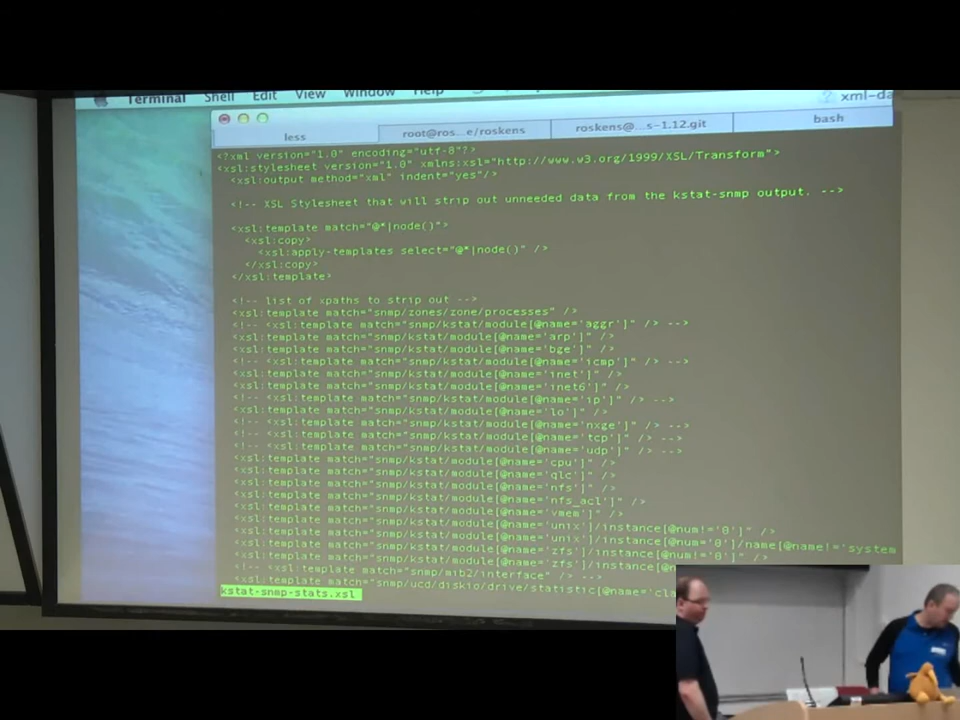 Terminal Shell Edit View Window Help
xml-da
less
root@ros...e/roskens
roskens@...s-1.12.git
bash
<?xml version="1.0" encoding="utf-8"?>
<xsl:stylesheet version="1.0" xmlns:xsl="http://www.w3.org/1999/XSL/Transform">
<xsl:output method="xml" indent="yes"/>
<!-- XSL Stylesheet that will strip out unneeded data from the kstat-snmp output. -->
<xsl:template match="@*|node()">
<xsl:copy>
<xsl:apply-templates select="@*|node()" />
</xsl:copy>
</xsl:template>
<!-- list of xpaths to strip out -->
<xsl:template match="snmp/zones/zone/processes" />
<!-- <xsl:template match="snmp/kstat/module[@name='aggr']" /> -->
<xsl:template match="snmp/kstat/module[@name='arp']" />
<xsl:template match="snmp/kstat/module[@name='bge']" />
<!-- <xsl:template match="snmp/kstat/module[@name='icmp']" /> -->
<xsl:template match="snmp/kstat/module[@name='inet']" />
<xsl:template match="snmp/kstat/module[@name='inet6']" />
<!-- <xsl:template match="snmp/kstat/module[@name='ip']" /> -->
<xsl:template match="snmp/kstat/module[@name='lo']" />
<!-- <xsl:template match="snmp/kstat/module[@name='nxge']" /> -->
<!-- <xsl:template match="snmp/kstat/module[@name='tcp']" /> -->
<!-- <xsl:template match="snmp/kstat/module[@name='udp']" /> -->
<xsl:template match="snmp/kstat/module[@name='cpu']" />
<xsl:template match="snmp/kstat/module[@name='qlc']" />
<xsl:template match="snmp/kstat/module[@name='nfs']" />
<xsl:template match="snmp/kstat/module[@name='nfs_acl']" />
<xsl:template match="snmp/kstat/module[@name='vmem']" />
<xsl:template match="snmp/kstat/module[@name='unix']/instance[@num!='0']" />
<xsl:template match="snmp/kstat/module[@name='unix']/instance[@num='0']/name[@name!='system
<xsl:template match="snmp/kstat/module[@name='zfs']/instance[@num!='0']" />
<xsl:template match="snmp/kstat/module[@name='zfs']/instance[@n
<!-- <xsl:template match="snmp/mib2/interface" /> -->
<xsl:template match="snmp/ucd/diskio/drive/statistic[@name='cla
kstat-snmp-stats.xsl